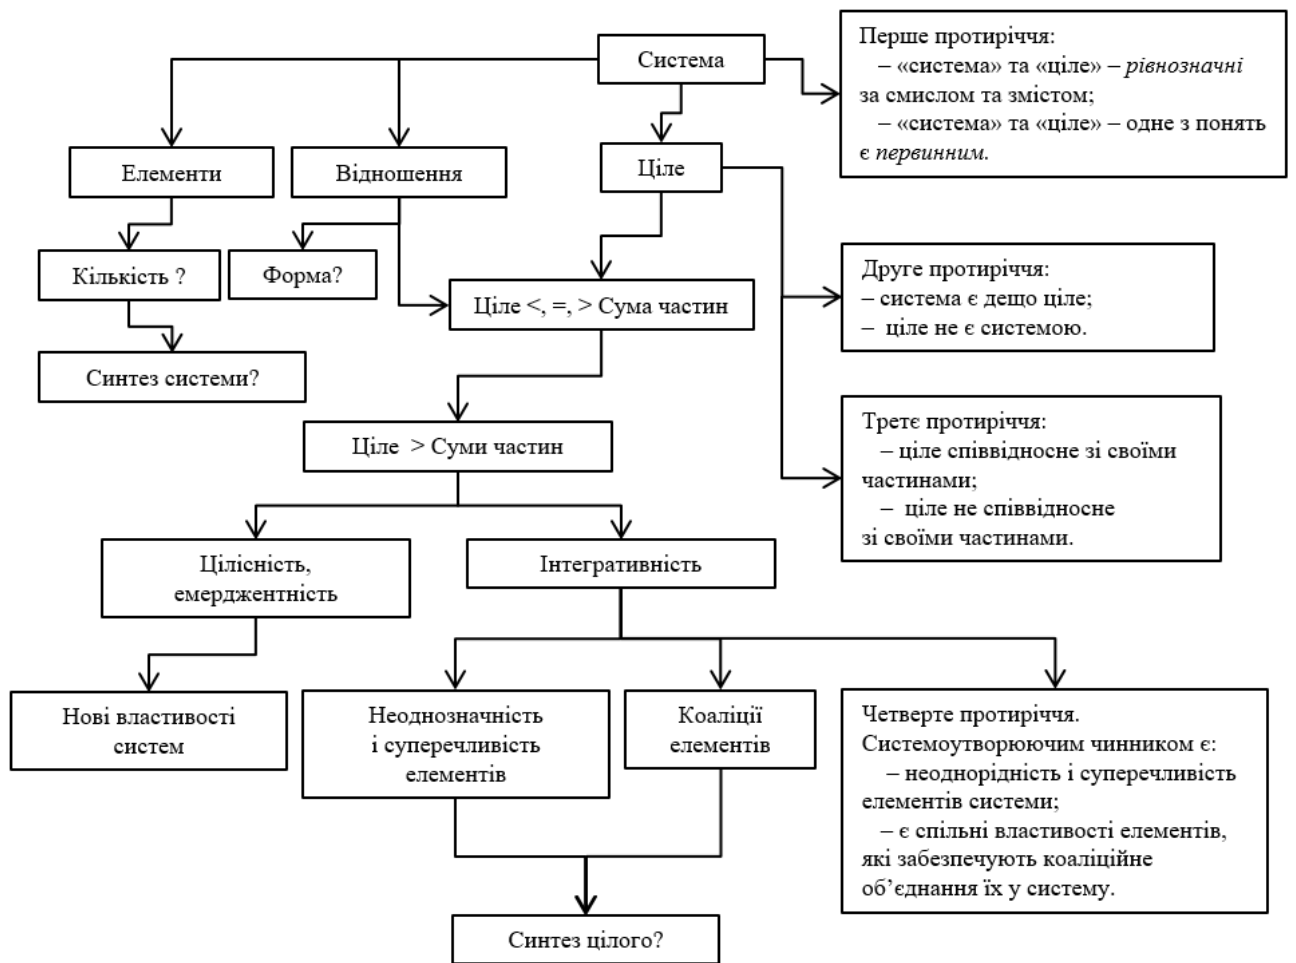 Система
Перше протиріччя:
– «система» та «ціле» – рівнозначні
за смислом та змістом;
– «система» та «ціле» – одне з понять
є первинним.
Елементи
Відношення
Ціле
Кількість ?
Форма?
Ціле <, =, > Сума частин
Друге протиріччя:
– система є дещо ціле;
– ціле не є системою.
Синтез системи?
Ціле > Суми частин
Третє протиріччя:
– ціле співвідносне зі своїми
частинами;
– ціле не співвідносне
зі своїми частинами.
Цілісність,
емерджентність
Інтегративність
Нові властивості
систем
Неоднозначність
і суперечливість
елементів
Коаліції
елементів
Четверте протиріччя.
Системоутворюючим чинником є:
– неоднорідність і суперечливість
елементів системи;
– є спільні властивості елементів,
які забезпечують коаліційне
об’єднання їх у систему.
Синтез цілого?